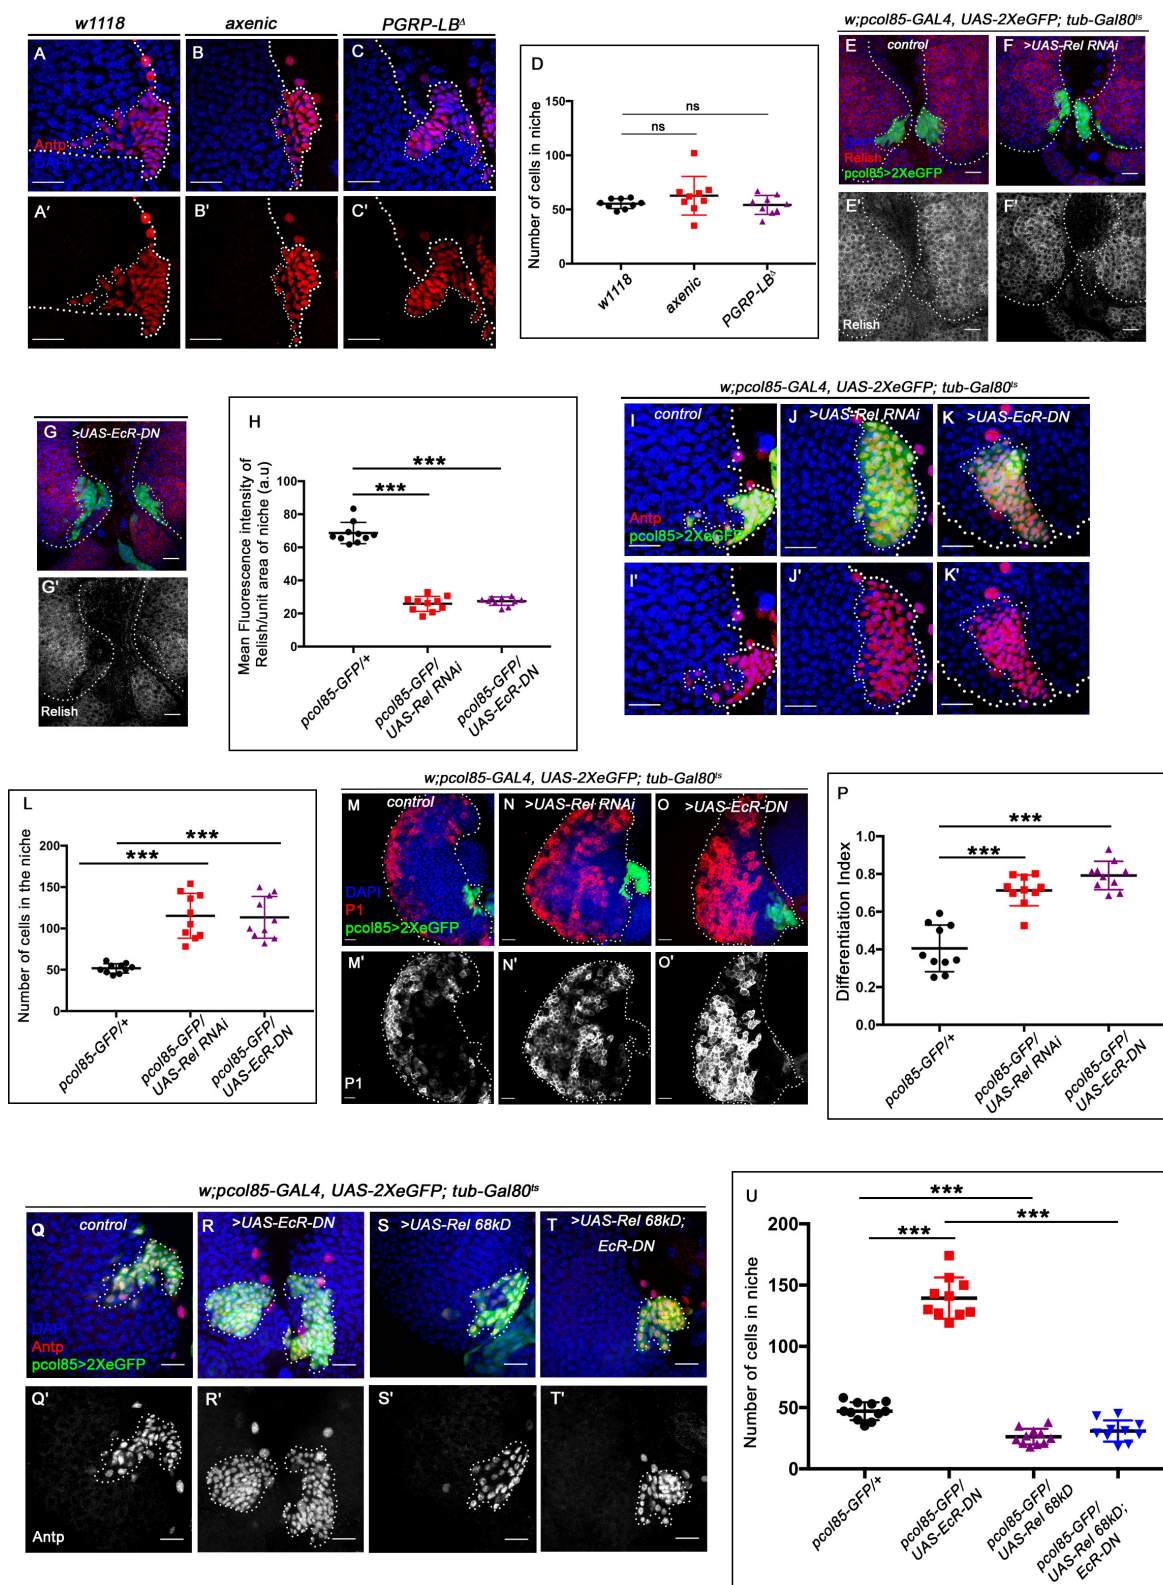 w1118 axenic PGRP-LBΔ
A B C
Antp
A′ B′ C′
D
Number of cells in niche
150
100
50
0
ns
ns
w1118 axenic PGRP-LBΔ
w;pcol85-GAL4, UAS-2XeGFP; tub-Gal80ts
E control F >UAS-Rel RNAi
Relish
pcol85>2XeGFP
E' F'
Relish
G >UAS-EcR-DN
G'
Relish
H
Mean Fluorescence intensity of
Relish/unit area of niche (a.u)
100
80
60
40
20
0
***
***
pcol85-GFP/+
pcol85-GFP/
UAS-Rel RNAi
pcol85-GFP/
UAS-EcR-DN
w;pcol85-GAL4, UAS-2XeGFP; tub-Gal80ts
I control J >UAS-Rel RNAi K >UAS-EcR-DN
Antp
pcol85>2XeGFP
I' J' K'
L
Number of cells in the niche
200
150
100
50
0
***
***
pcol85-GFP/+
pcol85-GFP/
UAS-Rel RNAi
pcol85-GFP/
UAS-EcR-DN
w;pcol85-GAL4, UAS-2XeGFP; tub-Gal80ts
M control N >UAS-Rel RNAi O >UAS-EcR-DN
DAPI
P1
pcol85>2XeGFP
M' N' O'
P1
P
Differentiation Index
1.0
0.8
0.6
0.4
0.2
0.0
***
***
pcol85-GFP/+
pcol85-GFP/
UAS-Rel RNAi
pcol85-GFP/
UAS-EcR-DN
w;pcol85-GAL4, UAS-2XeGFP; tub-Gal80ts
Q control R >UAS-EcR-DN S >UAS-Rel 68kD T >UAS-Rel 68kD;
EcR-DN
DAPI
Antp
pcol85>2XeGFP
Q' R' S' T'
Antp
U
Number of cells in niche
200
150
100
50
0
***
***
***
pcol85-GFP/+
pcol85-GFP/
UAS-EcR-DN
pcol85-GFP/
UAS-Rel 68kD
pcol85-GFP/
UAS-Rel 68kD;
EcR-DN